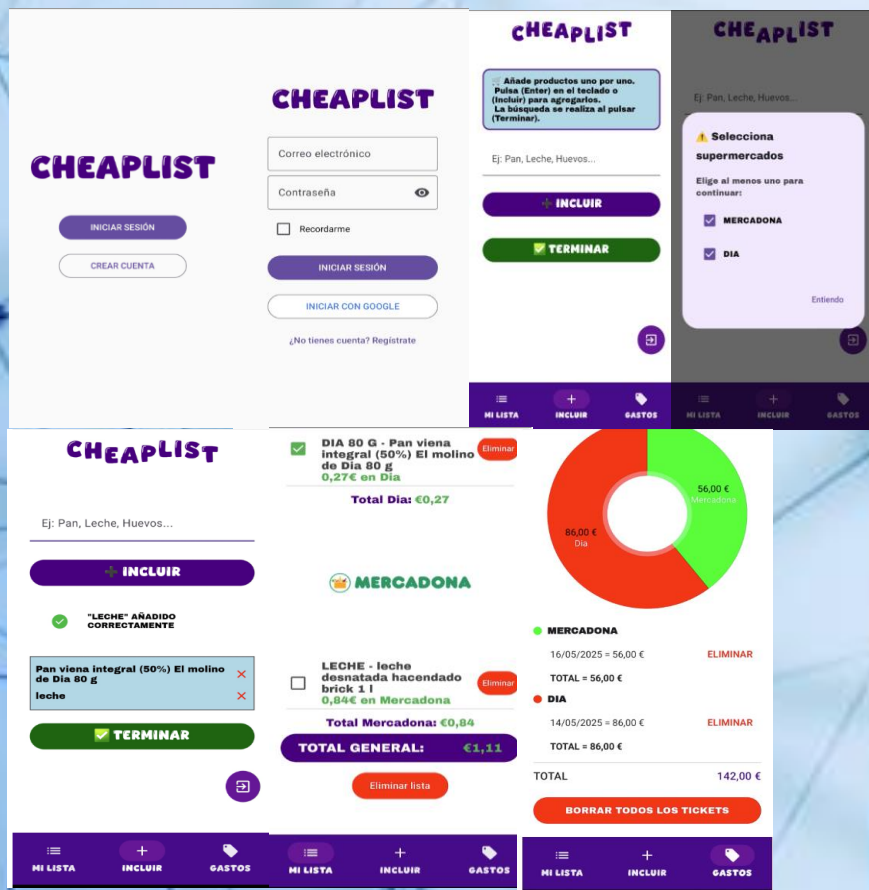 CHEAPLIST
INICIAR SESIÓN
CREAR CUENTA
CHEAPLIST
Correo electrónico
Contraseña
Recordarme
INICIAR SESIÓN
INICIAR CON GOOGLE
¿No tienes cuenta? Regístrate
CHEAPLIST
🛒 Añade productos uno por uno.
Pulsa (Enter) en el teclado o
(Incluir) para agregarlos.
La búsqueda se realiza al pulsar
(Terminar).
Ej: Pan, Leche, Huevos...
➕ INCLUIR
✅ TERMINAR
MI LISTA
INCLUIR
GASTOS
CHEAPLIST
Ej: Pan, Leche, Huevos...
⚠️ Selecciona
supermercados
Elige al menos uno para
continuar:
MERCADONA
DIA
Entiendo
MI LISTA
INCLUIR
GASTOS
CHEAPLIST
Ej: Pan, Leche, Huevos...
➕ INCLUIR
"LECHE" AÑADIDO
CORRECTAMENTE
Pan viena integral (50%) El molino
de Dia 80 g
leche
✅ TERMINAR
MI LISTA
INCLUIR
GASTOS
DIA 80 G - Pan viena
integral (50%) El molino
de Dia 80 g
0,27€ en Dia
Eliminar
Total Dia: €0,27
MERCADONA
LECHE - leche
desnatada hacendado
brick 1 l
0,84€ en Mercadona
Eliminar
Total Mercadona: €0,84
TOTAL GENERAL: €1,11
Eliminar lista
MI LISTA
INCLUIR
GASTOS
56,00 €
Mercadona
86,00 €
Dia
MERCADONA
16/05/2025 = 56,00 € ELIMINAR
TOTAL = 56,00 €
DIA
14/05/2025 = 86,00 € ELIMINAR
TOTAL = 86,00 €
TOTAL 142,00 €
BORRAR TODOS LOS TICKETS
MI LISTA
INCLUIR
GASTOS